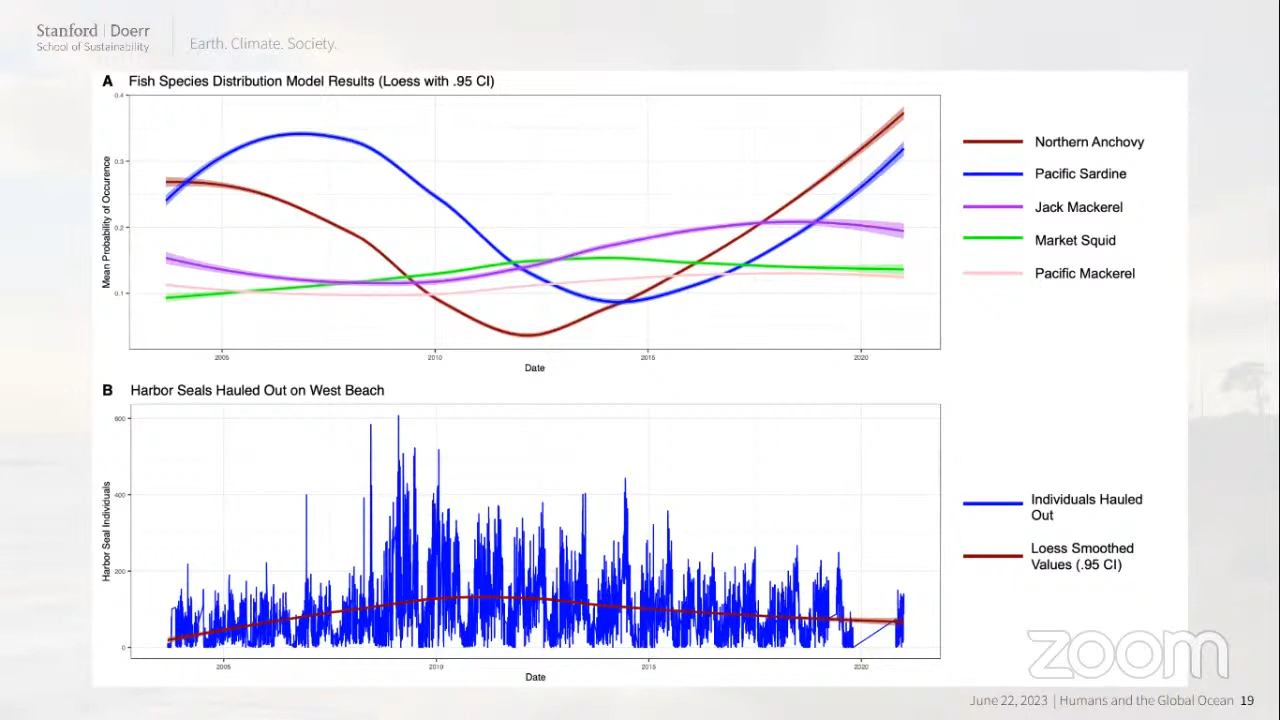 Stanford | Doerr
School of Sustainability
Earth. Climate. Society.
A Fish Species Distribution Model Results (Loess with .95 CI)
Mean Probability of Occurence
0.4
0.3
0.2
0.1
2005 2010 2015 2020
Date
Northern Anchovy
Pacific Sardine
Jack Mackerel
Market Squid
Pacific Mackerel
B Harbor Seals Hauled Out on West Beach
Harbor Seal Individuals
600
400
200
0
2005 2010 2015 2020
Date
Individuals Hauled
Out
Loess Smoothed
Values (.95 CI)
zoom
June 22, 2023 | Humans and the Global Ocean 19